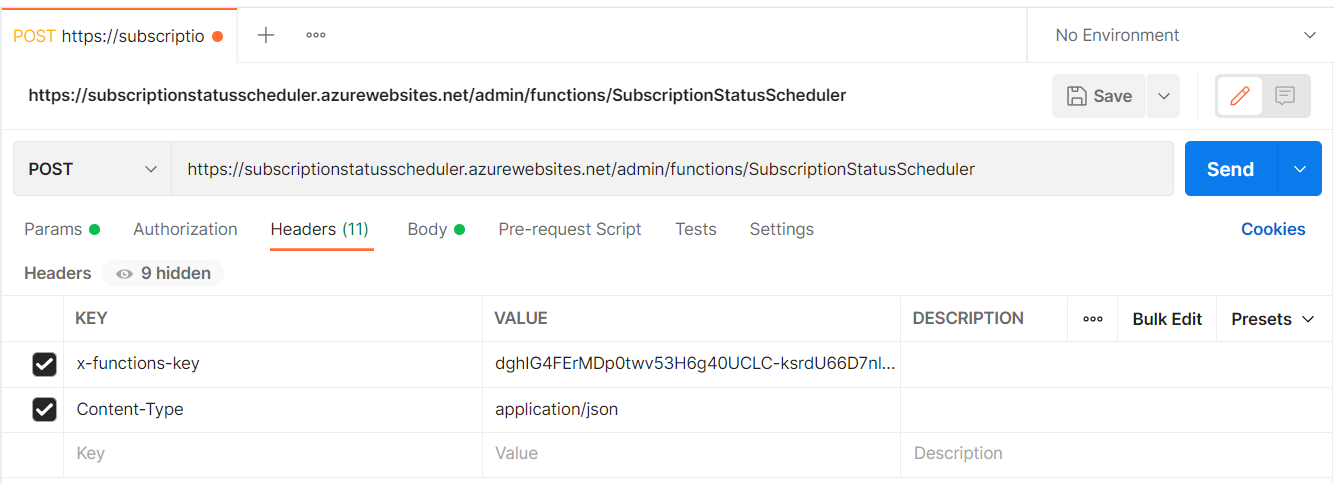 POST https://subscriptio No Environment
https://subscriptionstatusscheduler.azurewebsites.net/admin/functions/SubscriptionStatusScheduler Save
POST https://subscriptionstatusscheduler.azurewebsites.net/admin/functions/SubscriptionStatusScheduler Send
Params Authorization Headers (11) Body Pre-request Script Tests Settings Cookies
Headers 9 hidden
KEY VALUE DESCRIPTION Bulk Edit Presets
x-functions-key dghIG4FErMDp0twv53H6g40UCLC-ksrdU66D7nl...
Content-Type application/json
Key Value Description